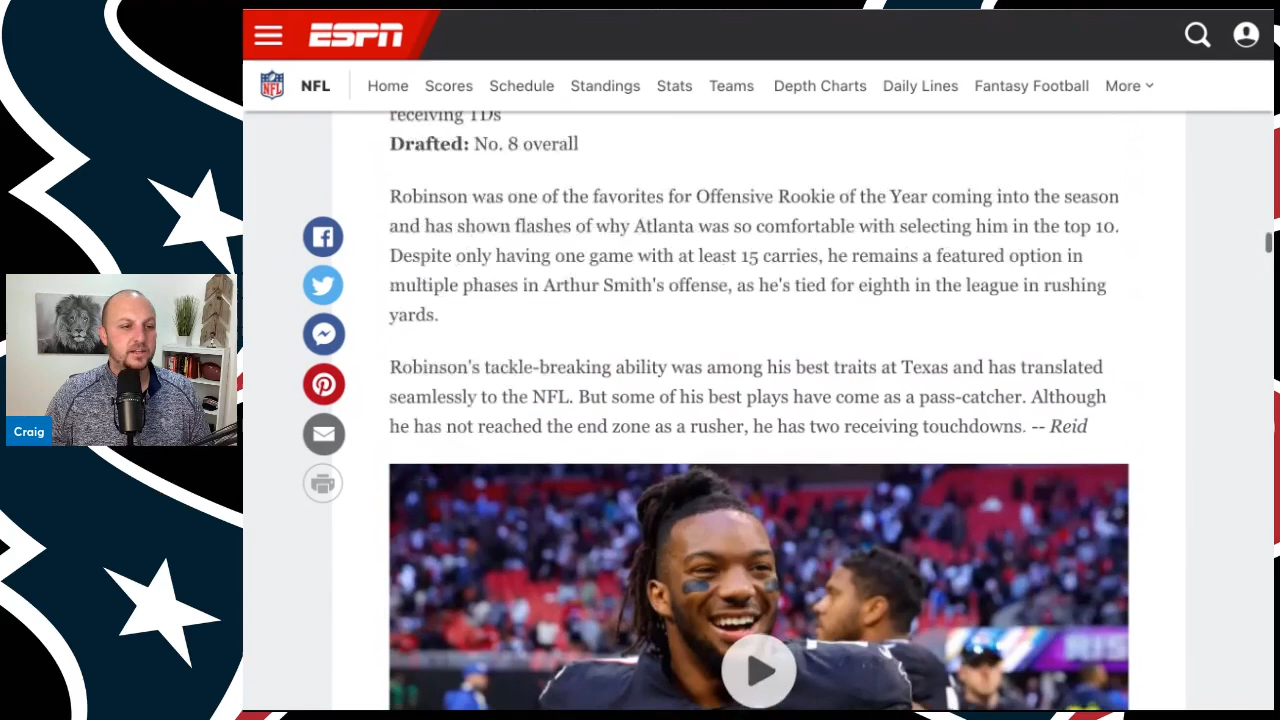 ESPN
NFL
NFL Home Scores Schedule Standings Stats Teams Depth Charts Daily Lines Fantasy Football More
receiving TDs
Drafted: No. 8 overall
Robinson was one of the favorites for Offensive Rookie of the Year coming into the season
and has shown flashes of why Atlanta was so comfortable with selecting him in the top 10.
Despite only having one game with at least 15 carries, he remains a featured option in
multiple phases in Arthur Smith's offense, as he's tied for eighth in the league in rushing
yards.
Robinson's tackle-breaking ability was among his best traits at Texas and has translated
seamlessly to the NFL. But some of his best plays have come as a pass-catcher. Although
he has not reached the end zone as a rusher, he has two receiving touchdowns. -- Reid
Craig